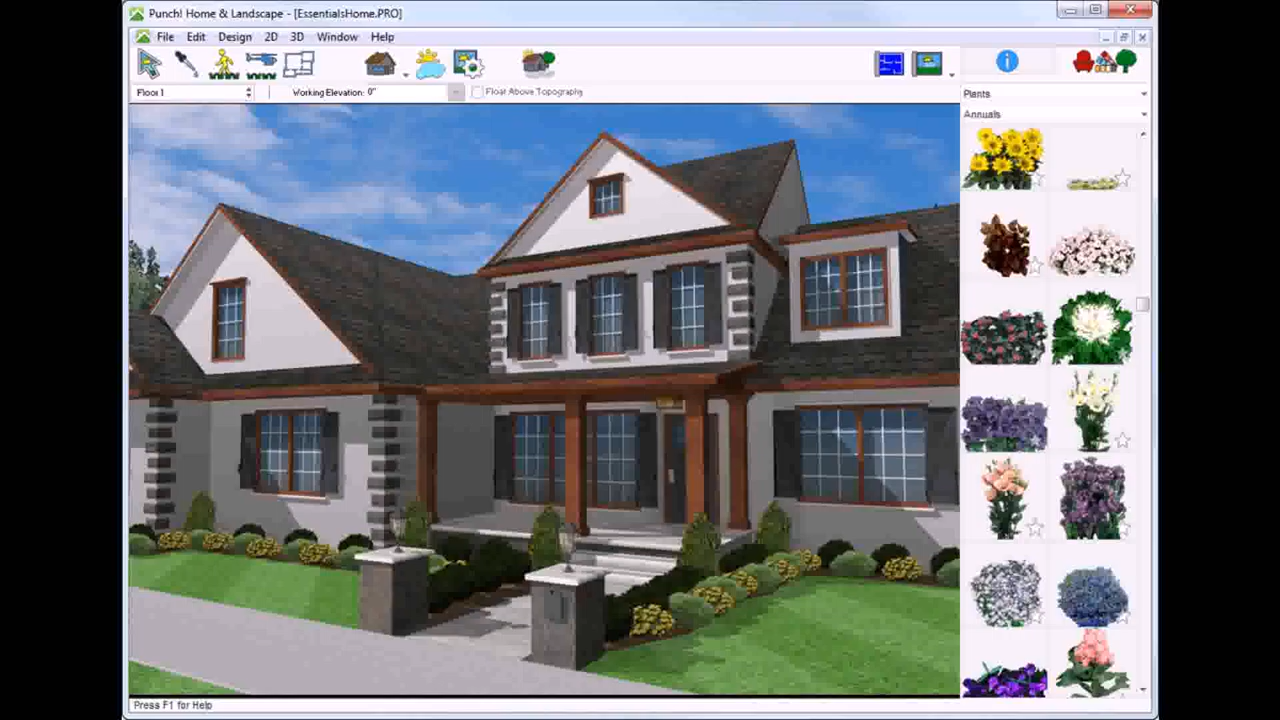 Punch! Home & Landscape - [EssentialsHome.PRO]
File Edit Design 2D 3D Window Help
Floor 1 Working Elevation: 0" Float Above Topography
Plants
Annuals
Press F1 for Help